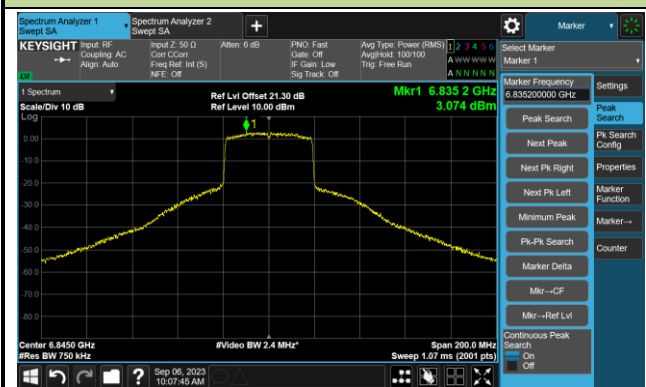 Spectrum Analyzer 1
Swept SA
Spectrum Analyzer 2
Swept SA
+
Marker
KEYSIGHT
Input: RF
Coupling: AC
Align: Auto
Input Z: 50 Ω
Corr CCorr
Freq Ref: Int (S)
NFE: Off
Atten: 6 dB
PNO: Fast
Gate: Off
IF Gain: Low
Sig Track: Off
Avg Type: Power (RMS)
Avg|Hold: 100/100
Trig: Free Run
1 2 3 4 5 6
A W W W W W
A N N N N N
Select Marker
Marker 1
1 Spectrum
Scale/Div 10 dB
Log
Ref Lvl Offset 21.30 dB
Ref Level 10.00 dBm
Mkr1 6.835 2 GHz
3.074 dBm
1
0.00
-10.0
-20.0
-30.0
-40.0
-50.0
-60.0
-70.0
-80.0
Center 6.8450 GHz
#Res BW 750 kHz
#Video BW 2.4 MHz*
Span 200.0 MHz
Sweep 1.07 ms (2001 pts)
Marker Frequency
6.835200000 GHz
Peak Search
Next Peak
Next Pk Right
Next Pk Left
Minimum Peak
Pk-Pk Search
Marker Delta
Mkr→CF
Mkr→Ref Lvl
Continuous Peak
Search
On
Off
Settings
Peak
Search
Pk Search
Config
Properties
Marker
Function
Marker→
Counter
?
Sep 06, 2023
10:07:45 AM